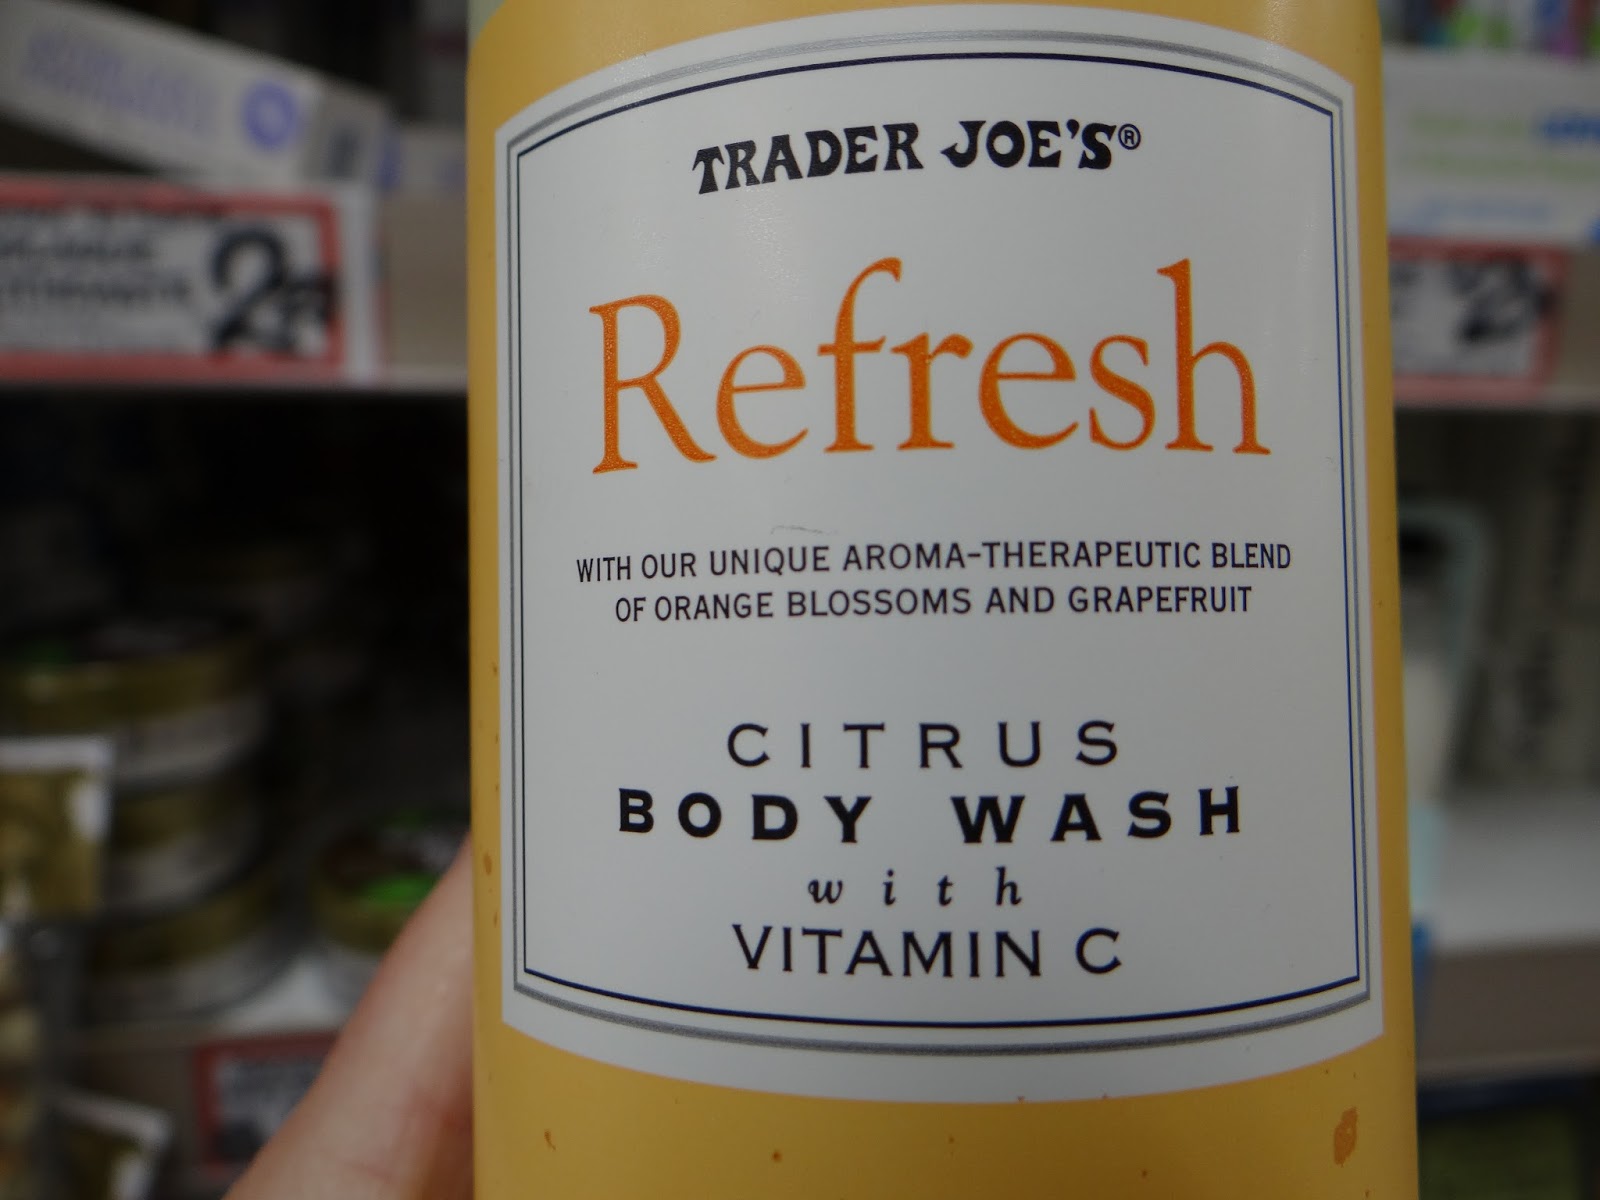 TRADER JOE'S®
Refresh
WITH OUR UNIQUE AROMA-THERAPEUTIC BLEND
OF ORANGE BLOSSOMS AND GRAPEFRUIT
CITRUS
BODY WASH
with
VITAMIN C